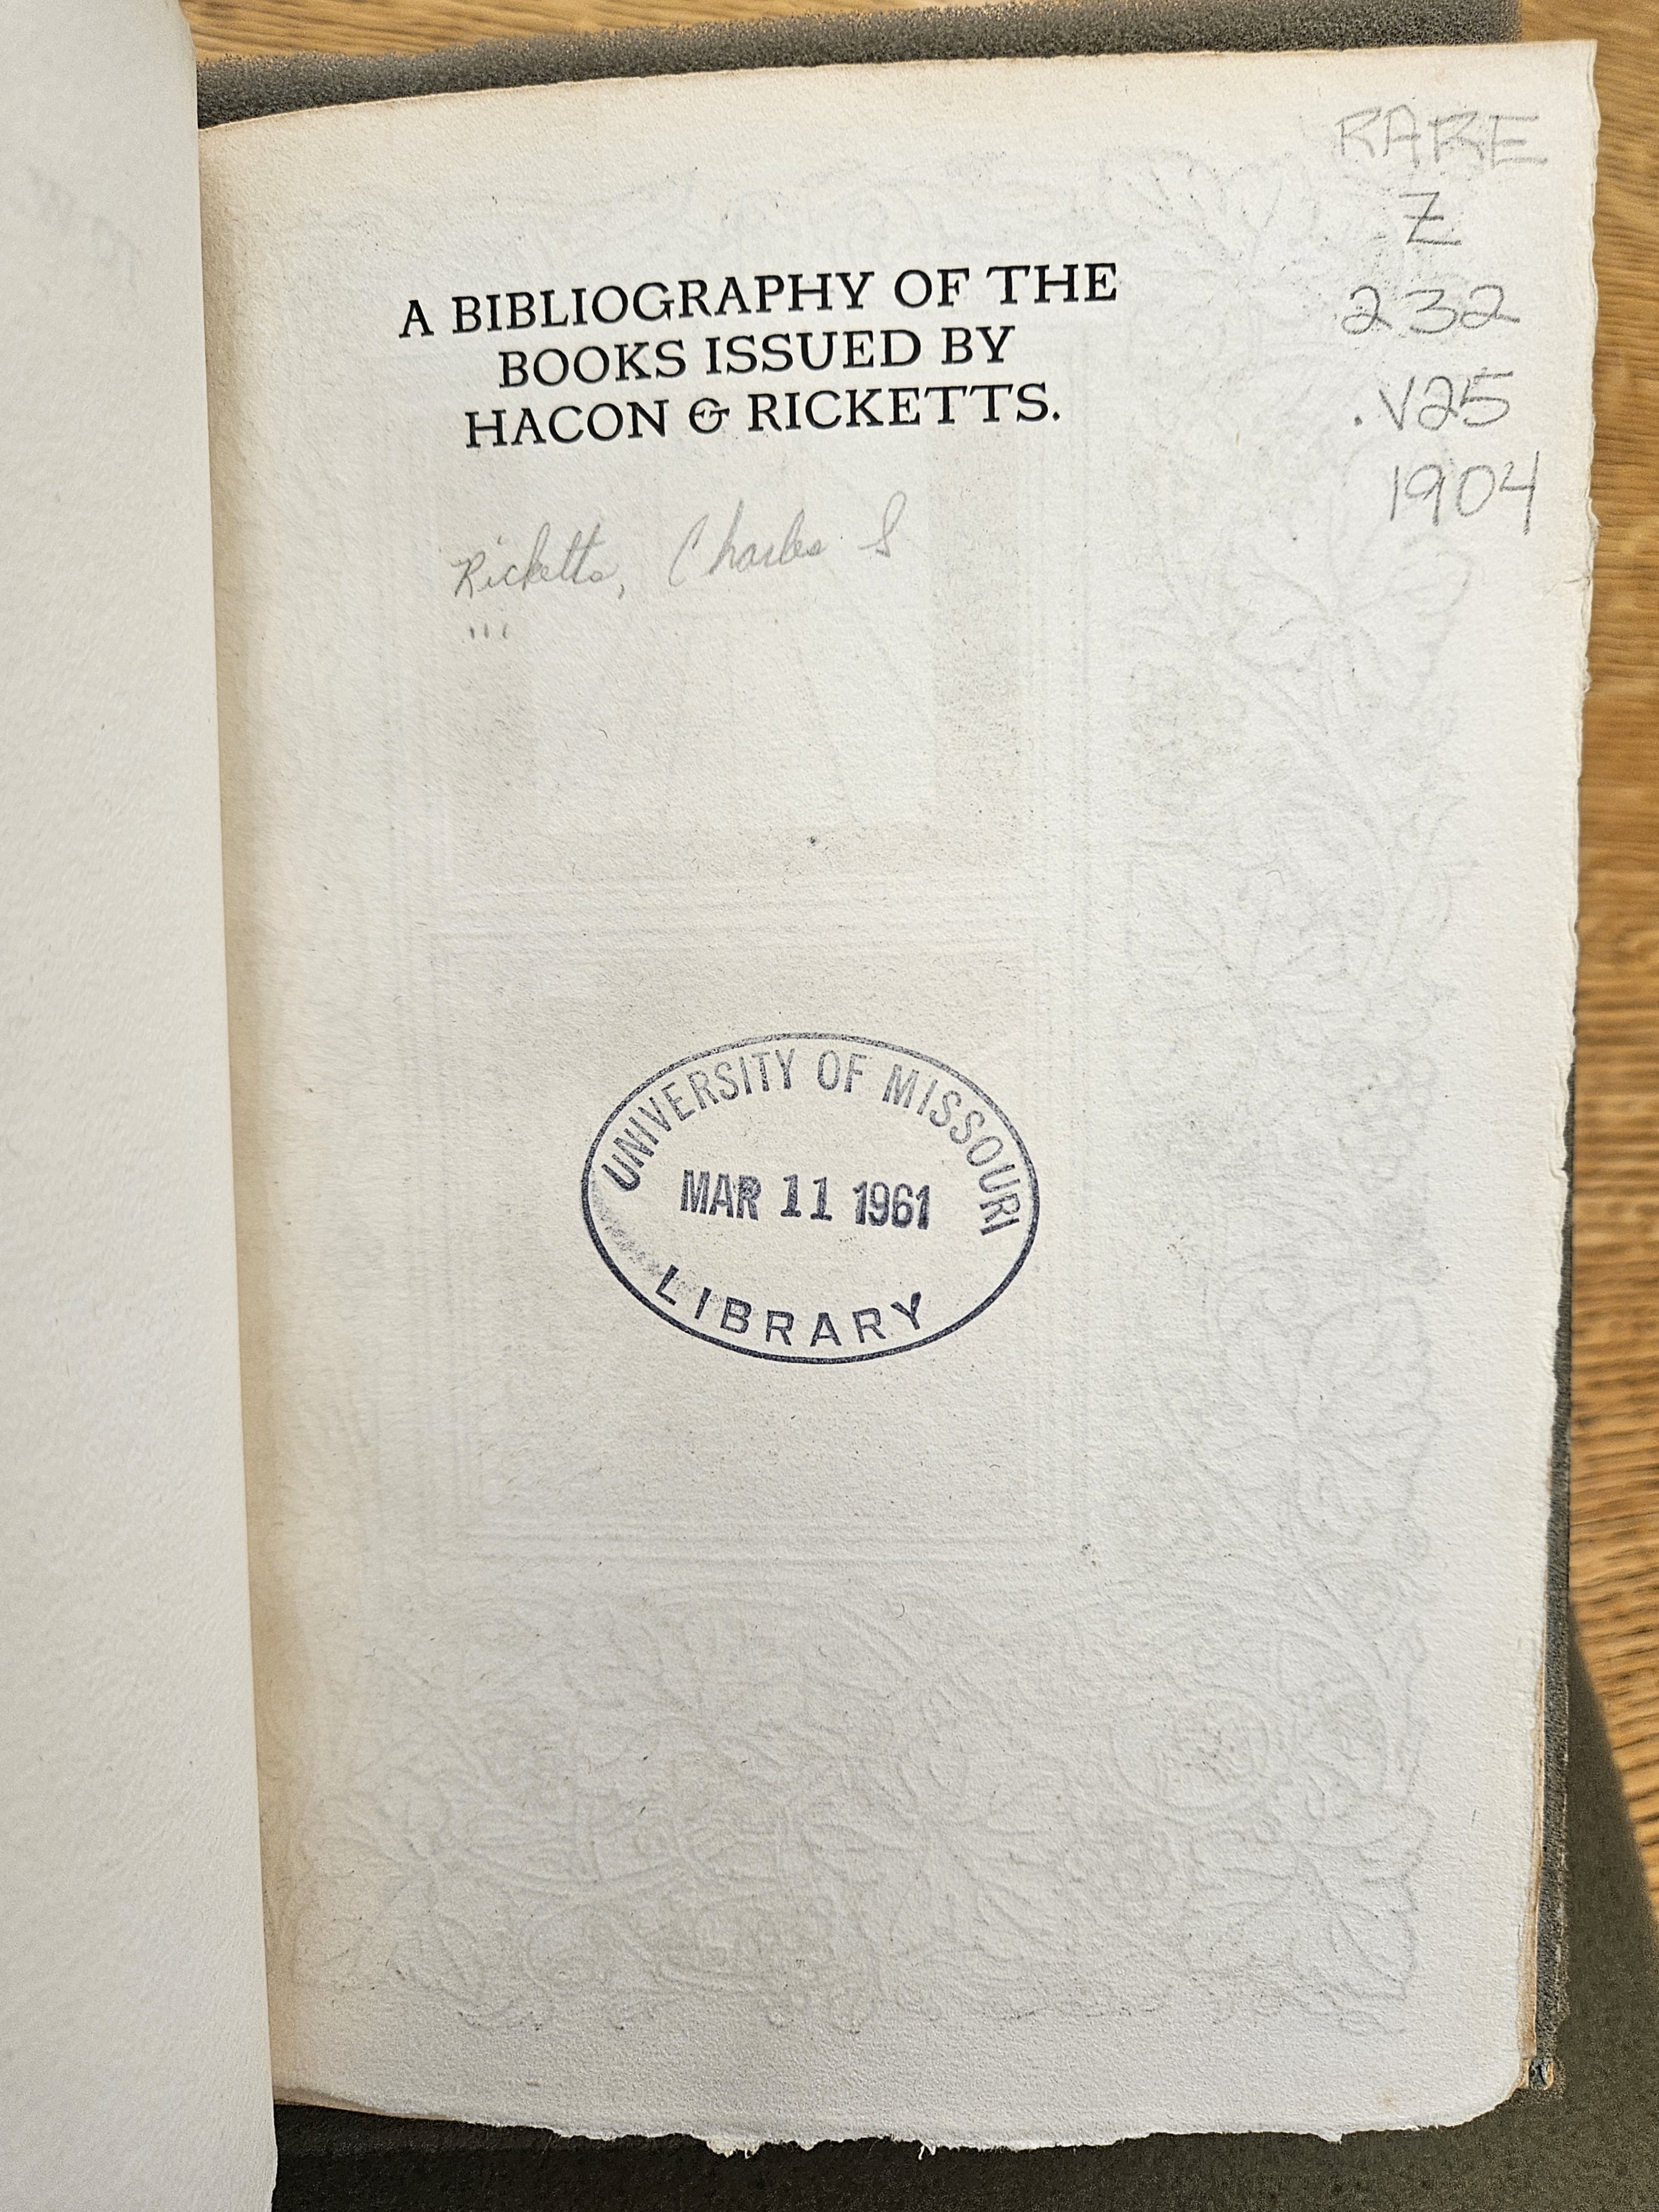 A BIBLIOGRAPHY OF THE
BOOKS ISSUED BY
HACON & RICKETTS.
RARE
Z
232
.V25
1904
Ricketts, Charles S
UNIVERSITY OF MISSOURI
MAR 11 1961
LIBRARY